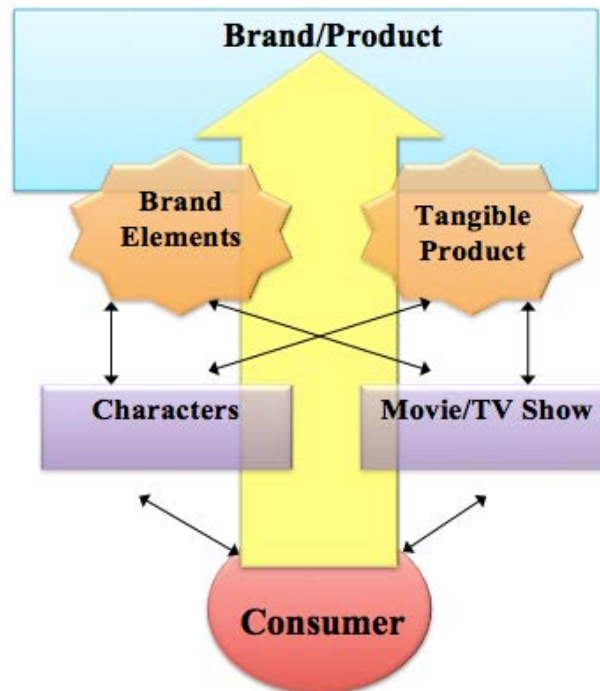 Brand/Product
Brand
Elements
Tangible
Product
Characters
Movie/TV Show
Consumer